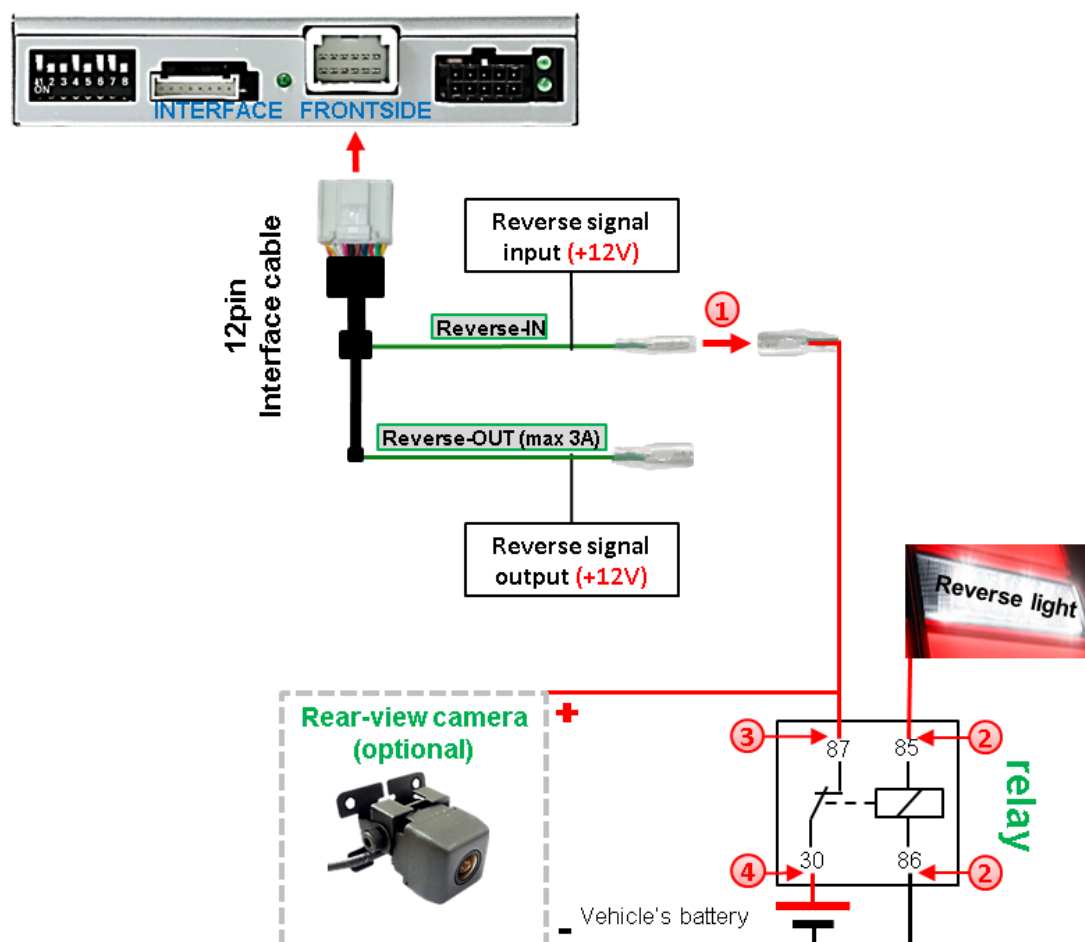 1 2 3 4 5 6 7 8
ON
INTERFACE FRONTSIDE
12pin
Interface cable
Reverse signal
input (+12V)
Reverse-IN
1
Reverse-OUT (max 3A)
Reverse signal
output (+12V)
Reverse light
Rear-view camera
(optional)
+
3
87
85
2
relay
4
30
86
2
- Vehicle's battery